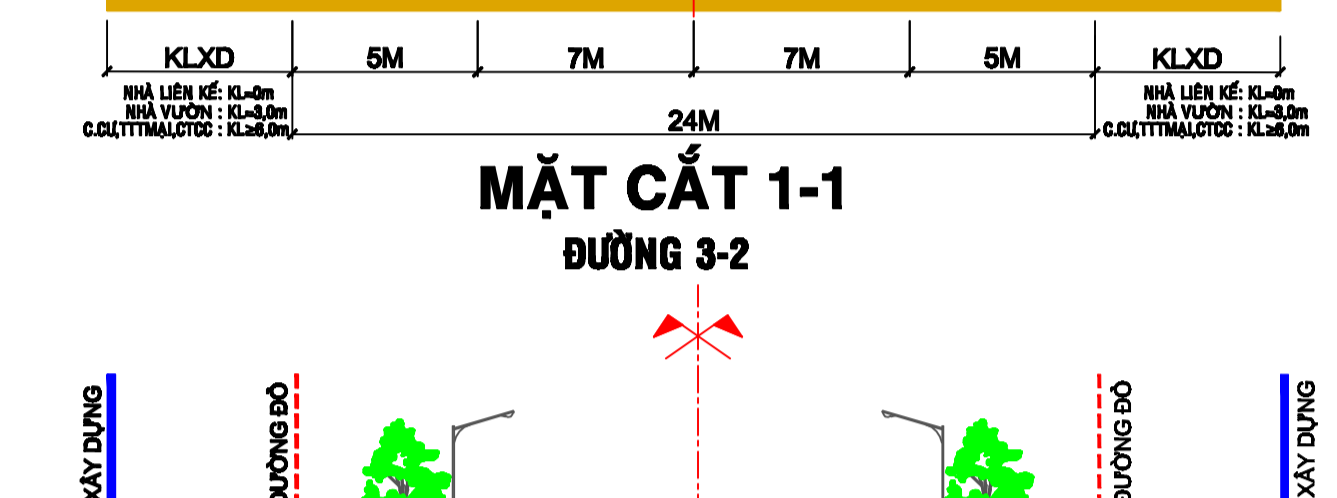 KLXD 5M 7M 7M 5M KLXD
NHÀ LIÊN KẾ: KL=0m
NHÀ VƯỜN : KL=3,0m
C.CƯ,TTTMẠI,CTCC : KL≥6,0m
24M
NHÀ LIÊN KẾ: KL=0m
NHÀ VƯỜN : KL=3,0m
C.CƯ,TTTMẠI,CTCC : KL≥6,0m
MẶT CẮT 1-1
ĐƯỜNG 3-2
XÂY DỰNG
ĐƯỜNG ĐỎ
ĐƯỜNG ĐỎ
XÂY DỰNG